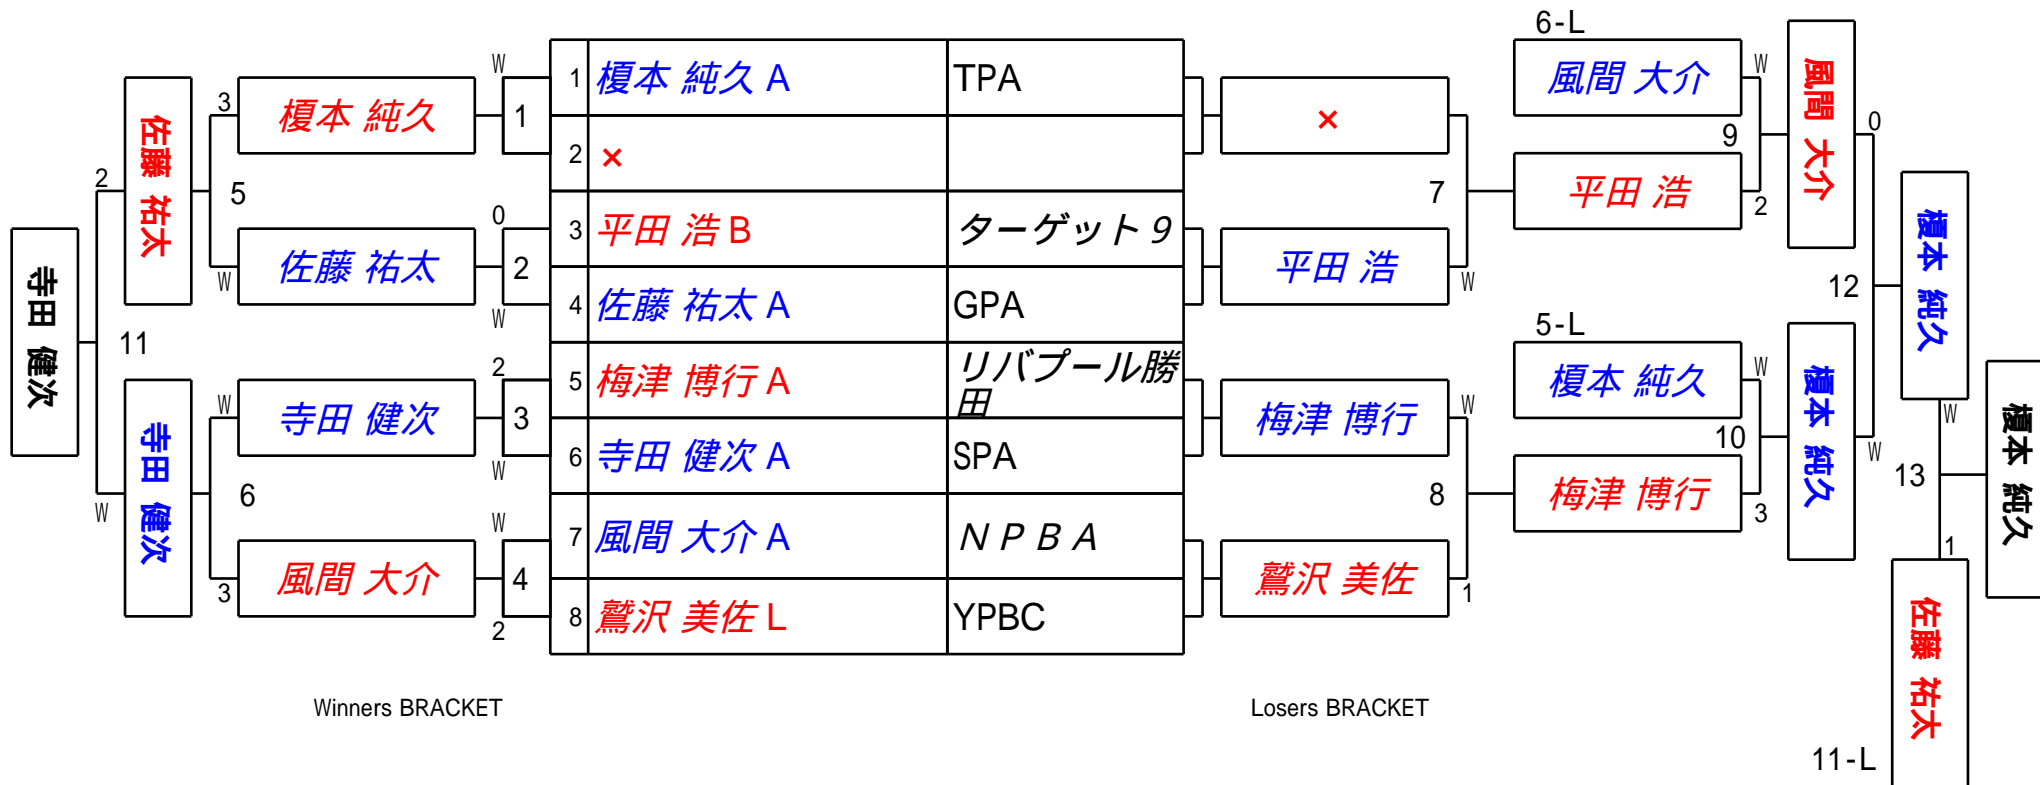 6-L
W
1 榎本 純久 A TPA
風間 大介
W
3
榎本 純久
1
×
9
0
佐藤 祐太
2 ×
風間 大介
2
5
0
3 平田 浩 B ターゲット９
7
平田 浩
2
W
佐藤 祐太
2
平田 浩
W
榎本 純久
寺田 健次
W
4 佐藤 祐太 A GPA
12
11
2
5 梅津 博行 A リバプール勝
田
5-L
榎本 純久
W
W
寺田 健次
3
梅津 博行
W
10
榎本 純久
W
W
寺田 健次
W
6 寺田 健次 A SPA
8
梅津 博行
3
13
榎本 純久
W
6
W
7 風間 大介 A ＮＰＢＡ
3
風間 大介
4
鷲沢 美佐
1
1
2
8 鷲沢 美佐 L YPBC
佐藤 祐太
Winners BRACKET
Losers BRACKET
11-L